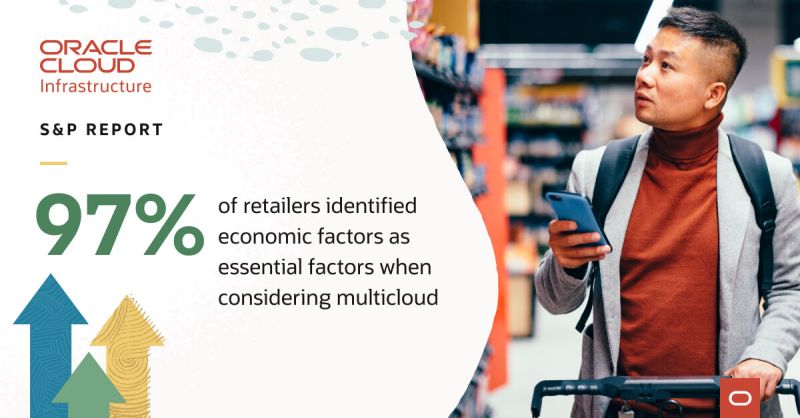 ORACLE
CLOUD
Infrastructure
S&P REPORT
97%
of retailers identified
economic factors as
essential factors when
considering multicloud